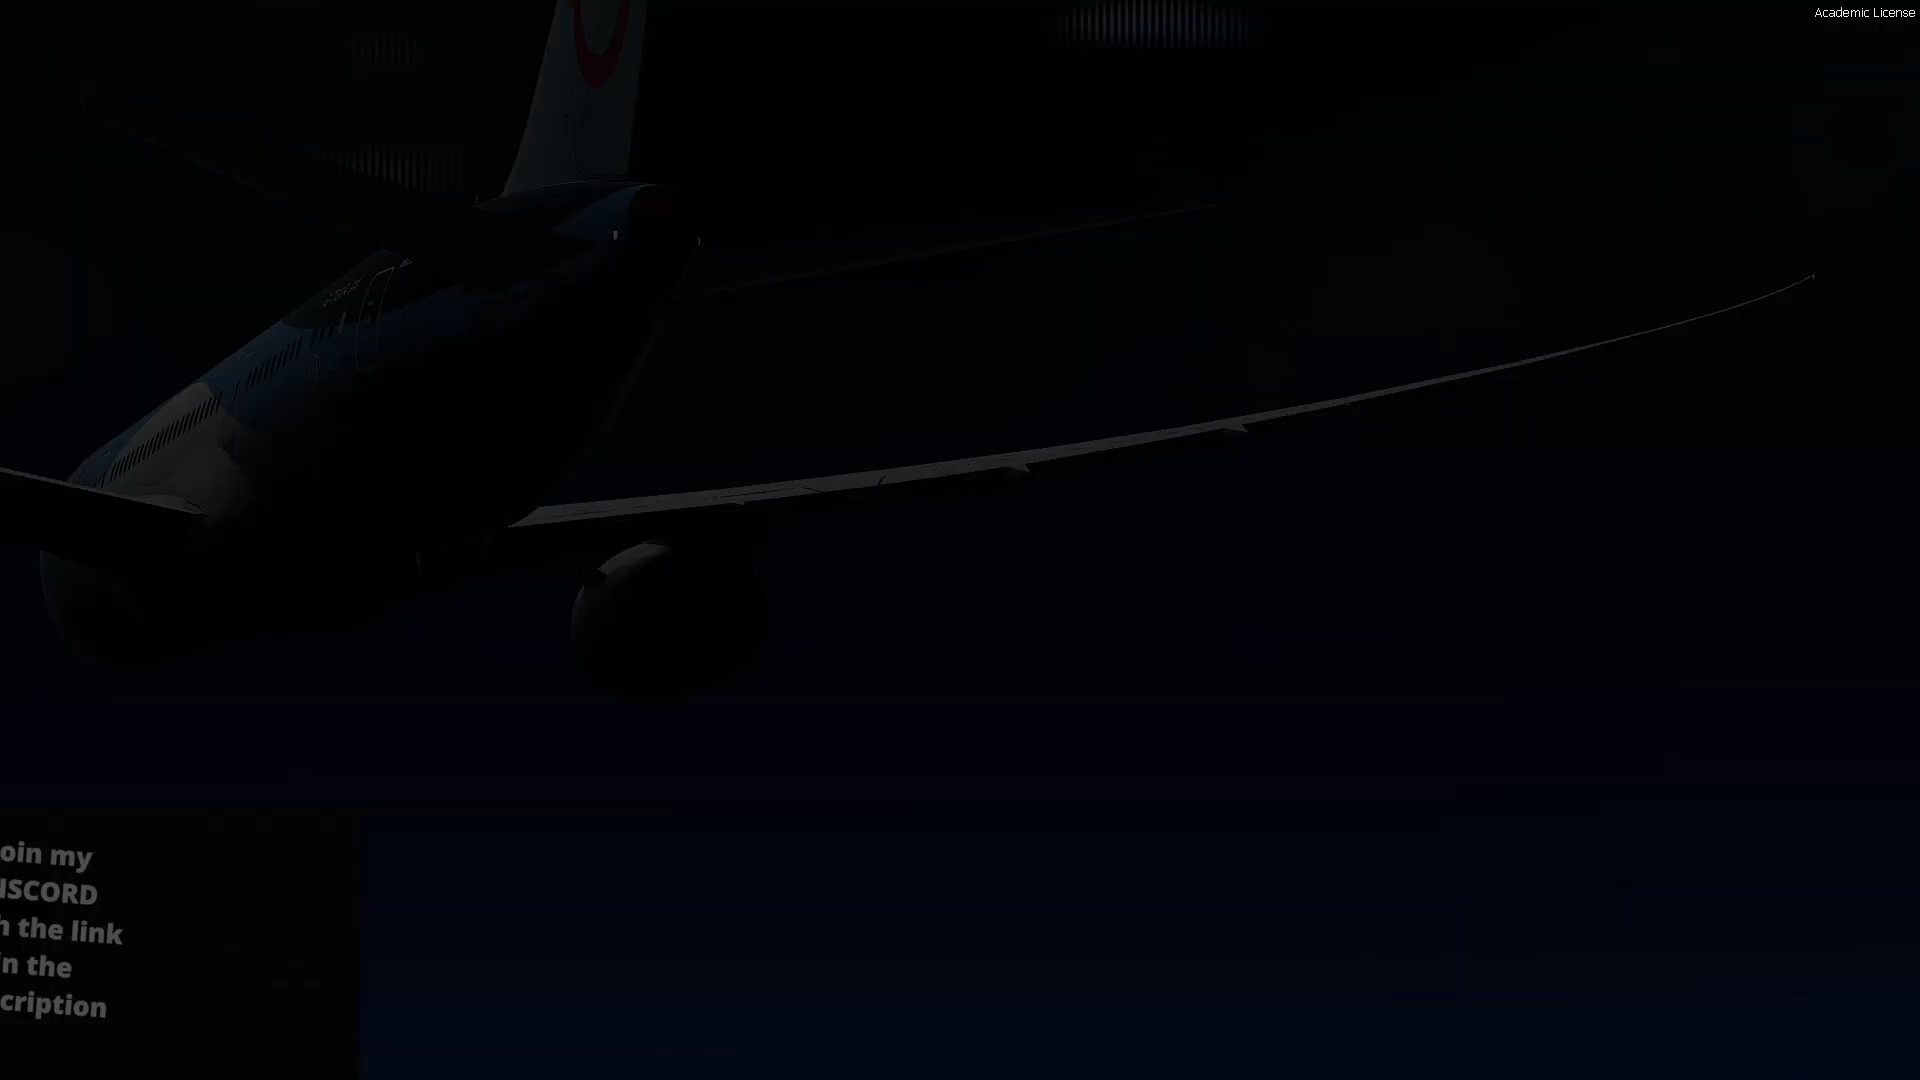 Academic License
oin my
ISCORD
h the link
n the
cription